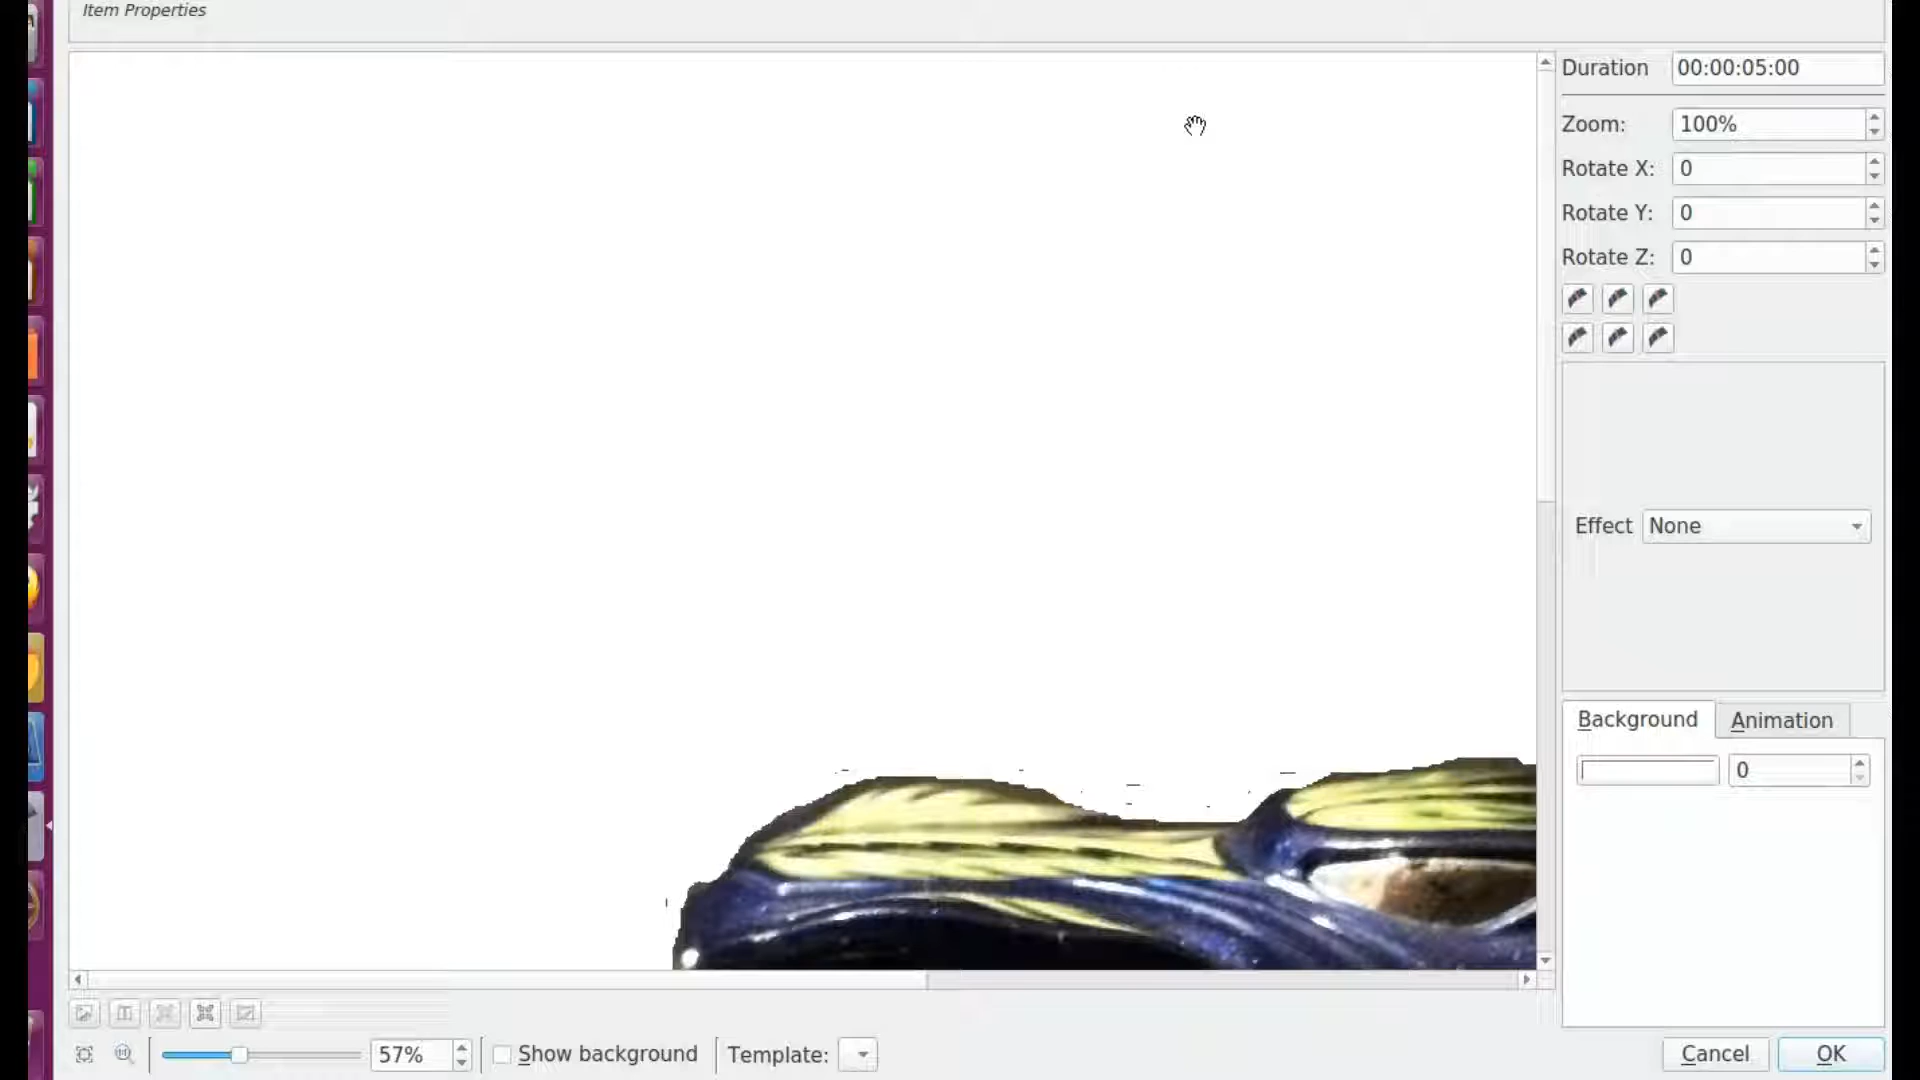 Item Properties
Duration 00:00:05:00
Zoom: 100%
Rotate X: 0
Rotate Y: 0
Rotate Z: 0
Effect None
Background Animation
0
57% Show background Template: Cancel OK